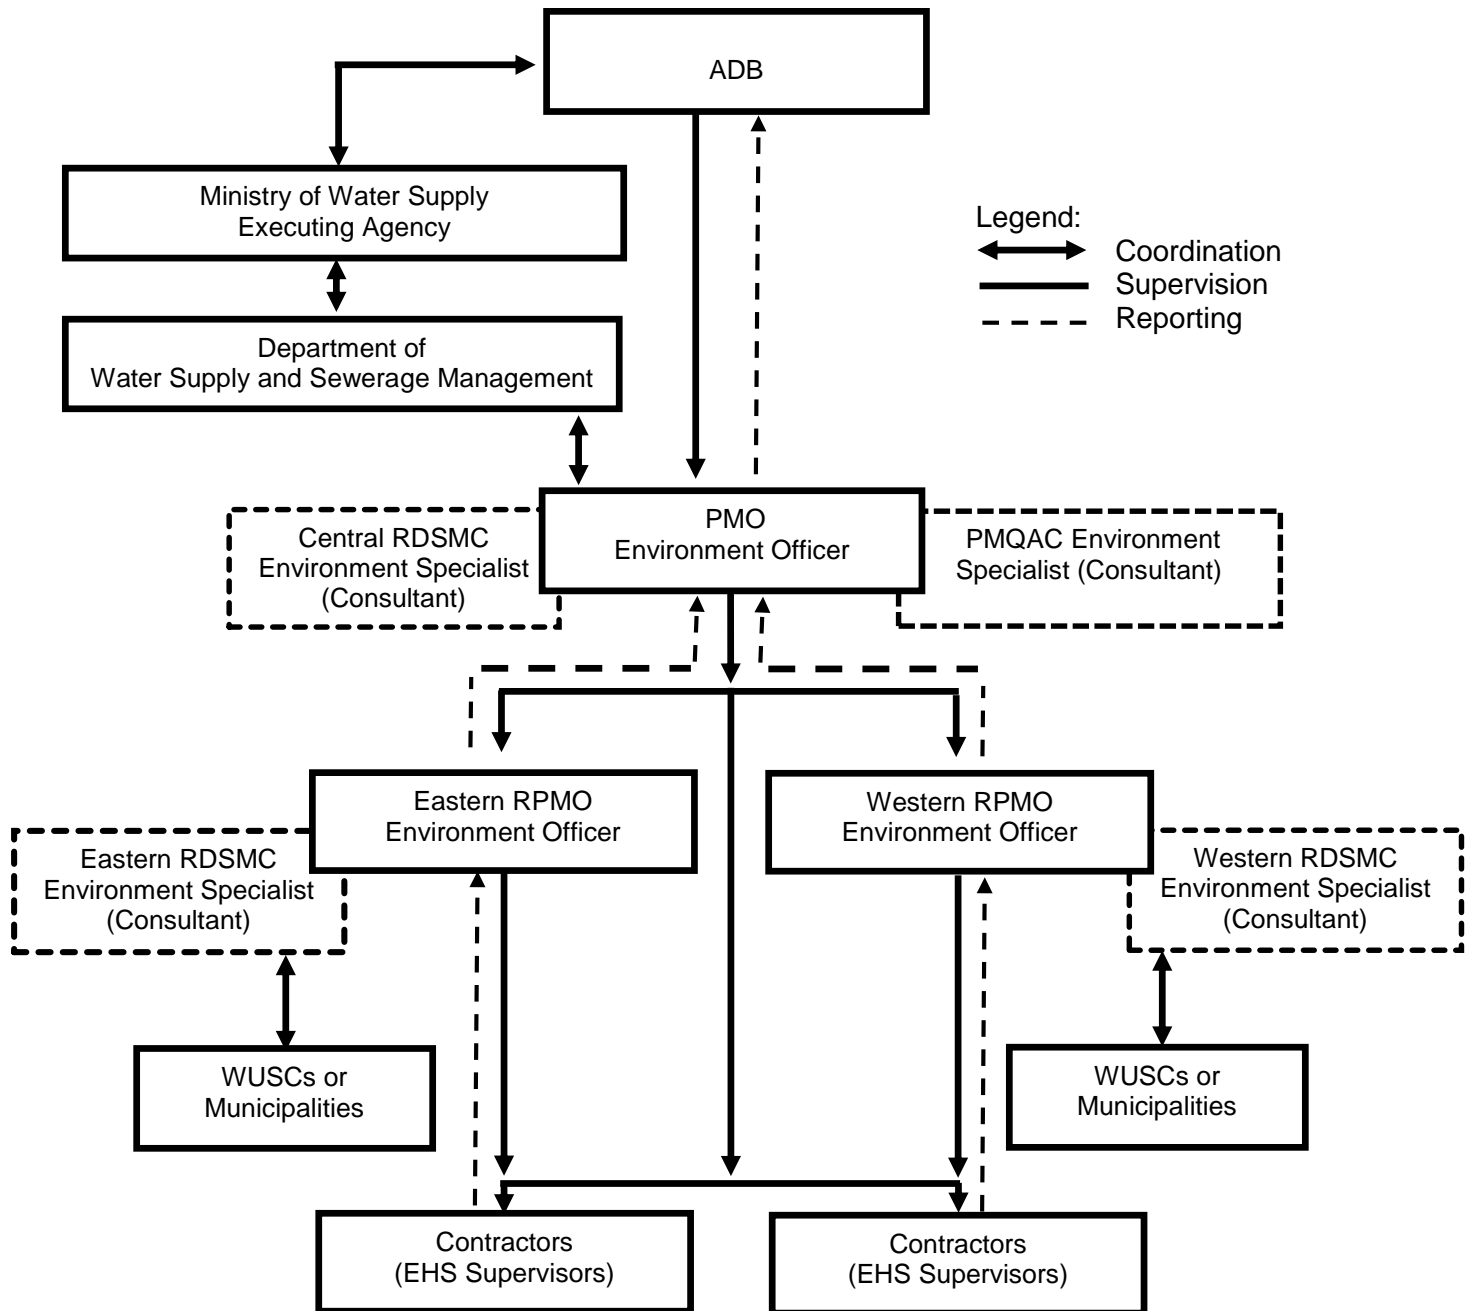 ADB
Ministry of Water Supply
Executing Agency
Legend:
Coordination
Supervision
Reporting
Department of
Water Supply and Sewerage Management
Central RDSMC
Environment Specialist
(Consultant)
PMO
Environment Officer
PMQAC Environment
Specialist (Consultant)
Eastern RPMO
Environment Officer
Western RPMO
Environment Officer
Eastern RDSMC
Environment Specialist
(Consultant)
Western RDSMC
Environment Specialist
(Consultant)
WUSCs or
Municipalities
WUSCs or
Municipalities
Contractors
(EHS Supervisors)
Contractors
(EHS Supervisors)